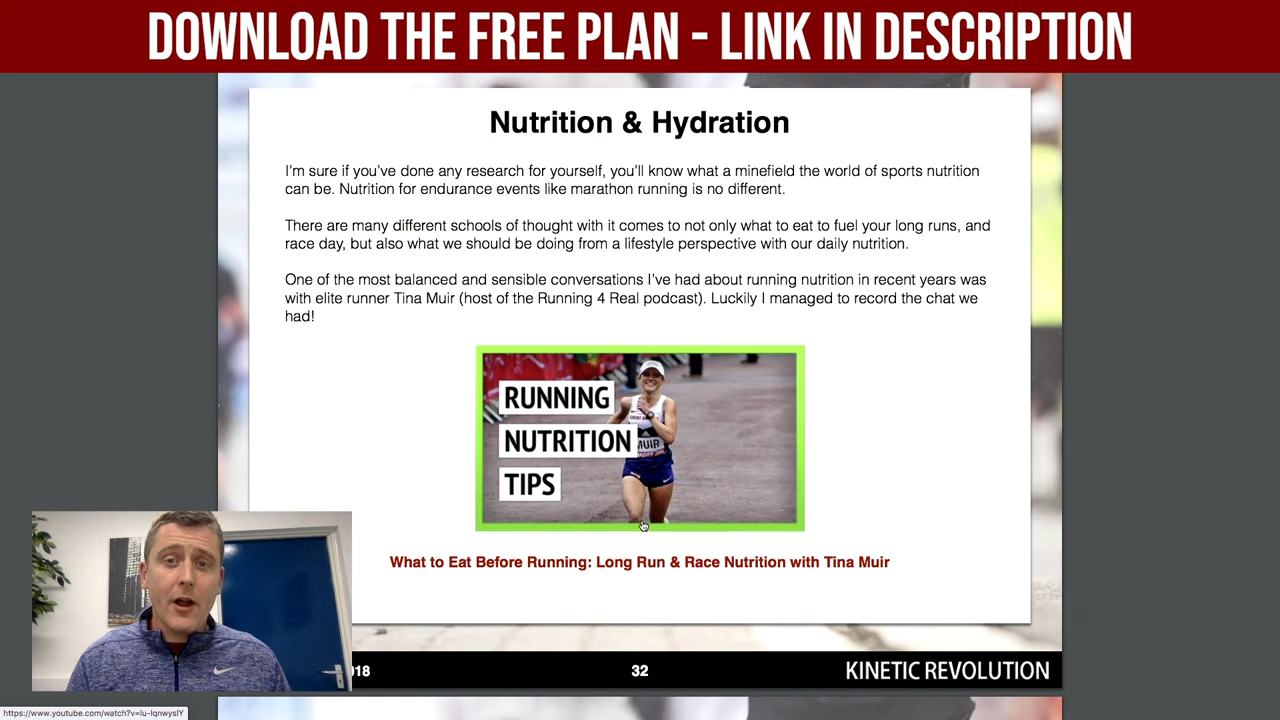 DOWNLOAD THE FREE PLAN - LINK IN DESCRIPTION
Nutrition & Hydration
I'm sure if you've done any research for yourself, you'll know what a minefield the world of sports nutrition
can be. Nutrition for endurance events like marathon running is no different.
There are many different schools of thought with it comes to not only what to eat to fuel your long runs, and
race day, but also what we should be doing from a lifestyle perspective with our daily nutrition.
One of the most balanced and sensible conversations I've had about running nutrition in recent years was
with elite runner Tina Muir (host of the Running 4 Real podcast). Luckily I managed to record the chat we
had!
RUNNING
NUTRITION
TIPS
MUIR
What to Eat Before Running: Long Run & Race Nutrition with Tina Muir
018
32
KINETIC REVOLUTION